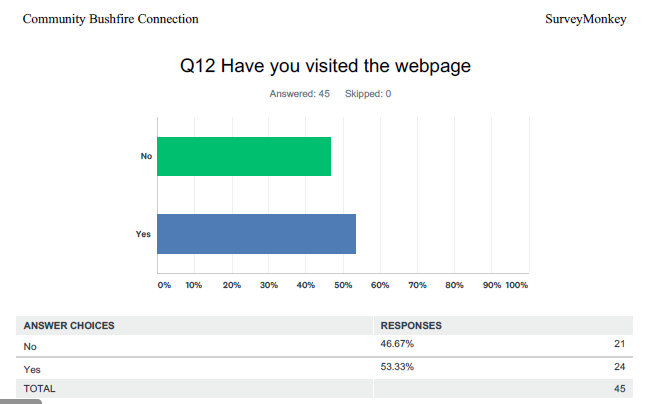 Community Bushfire Connection SurveyMonkey
Q12 Have you visited the webpage
Answered: 45 Skipped: 0
No
Yes
0% 10% 20% 30% 40% 50% 60% 70% 80% 90% 100%
ANSWER CHOICES RESPONSES
No 46.67% 21
Yes 53.33% 24
TOTAL 45